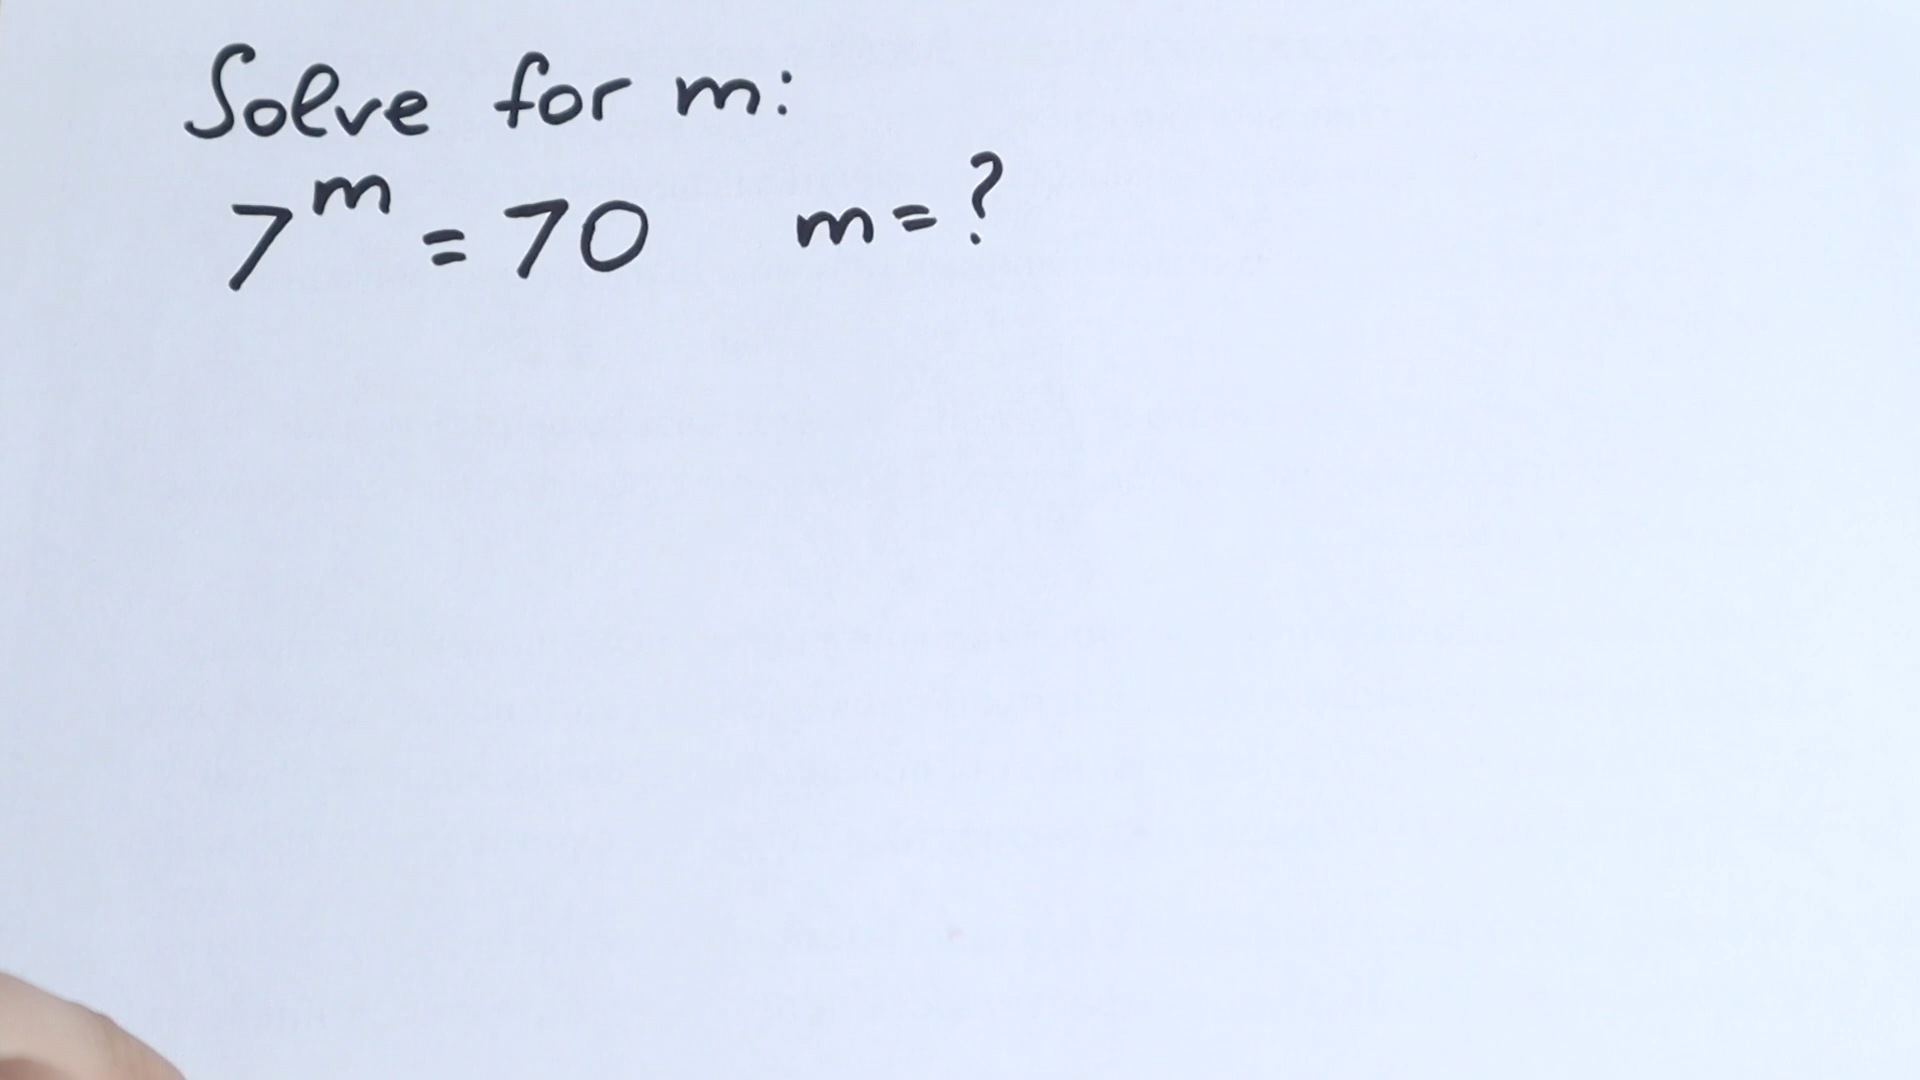 Solve for m:
7^m = 70 m = ?